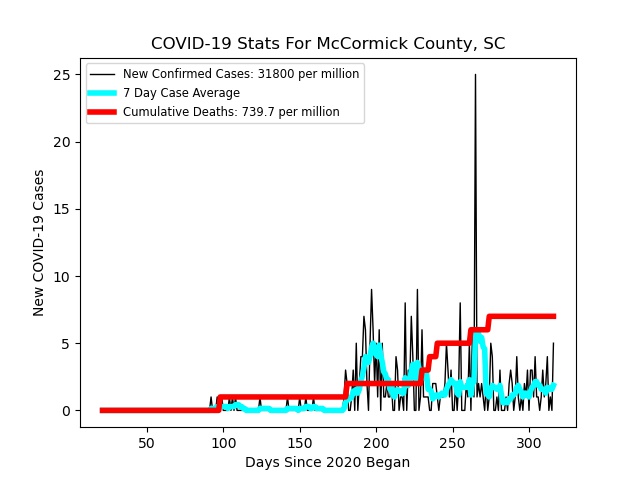 COVID-19 Stats For McCormick County, SC
New Confirmed Cases: 31800 per million
7 Day Case Average
Cumulative Deaths: 739.7 per million
New COVID-19 Cases
25
20
15
10
5
0
50 100 150 200 250 300
Days Since 2020 Began